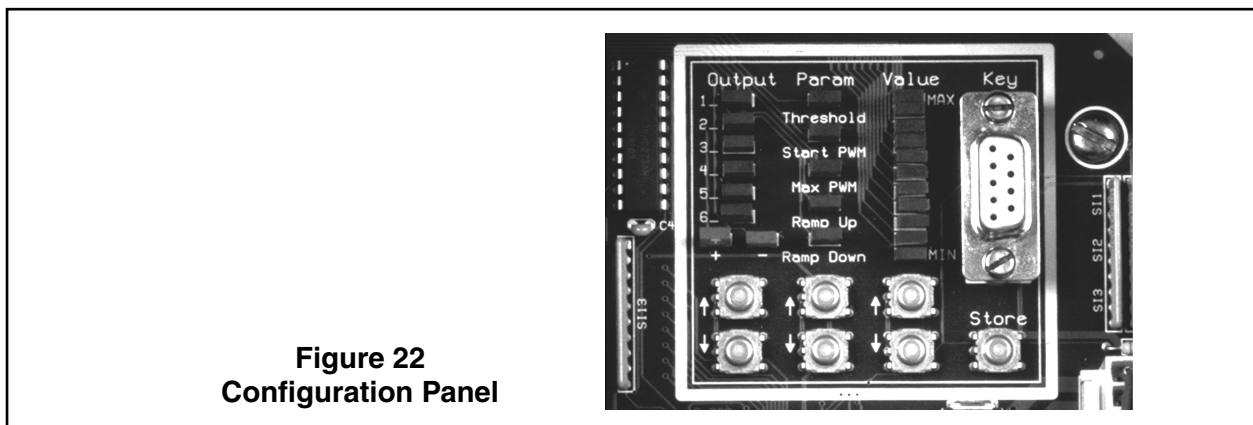 Figure 22
Configuration Panel
Output Param Value Key
1
MAX
Threshold
2
Start PWM
3
Max PWM
4
Ramp Up
5
6
C4
+ -
Ramp Down
MIN
SI1
SI2
SI3
SI13
Store